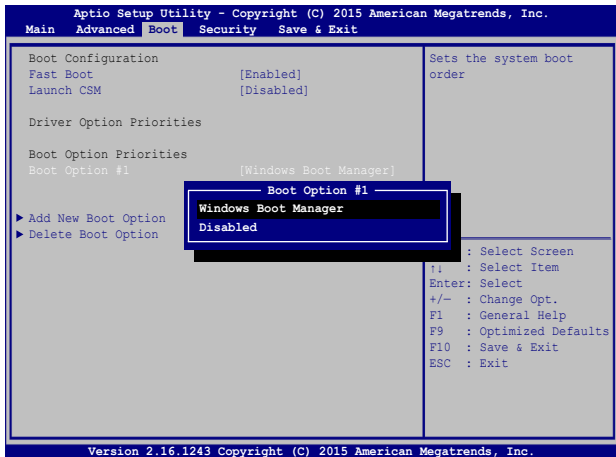 Aptio Setup Utility - Copyright (C) 2015 American Megatrends, Inc.
Main Advanced Boot Security Save & Exit
Boot Configuration
Fast Boot [Enabled]
Launch CSM [Disabled]
Driver Option Priorities
Boot Option Priorities
Boot Option #1 [Windows Boot Manager]
Boot Option #1
Windows Boot Manager
Disabled
▶ Add New Boot Option
▶ Delete Boot Option
Sets the system boot
order
: Select Screen
↑↓ : Select Item
Enter: Select
+/— : Change Opt.
F1 : General Help
F9 : Optimized Defaults
F10 : Save & Exit
ESC : Exit
Version 2.16.1243 Copyright (C) 2015 American Megatrends, Inc.